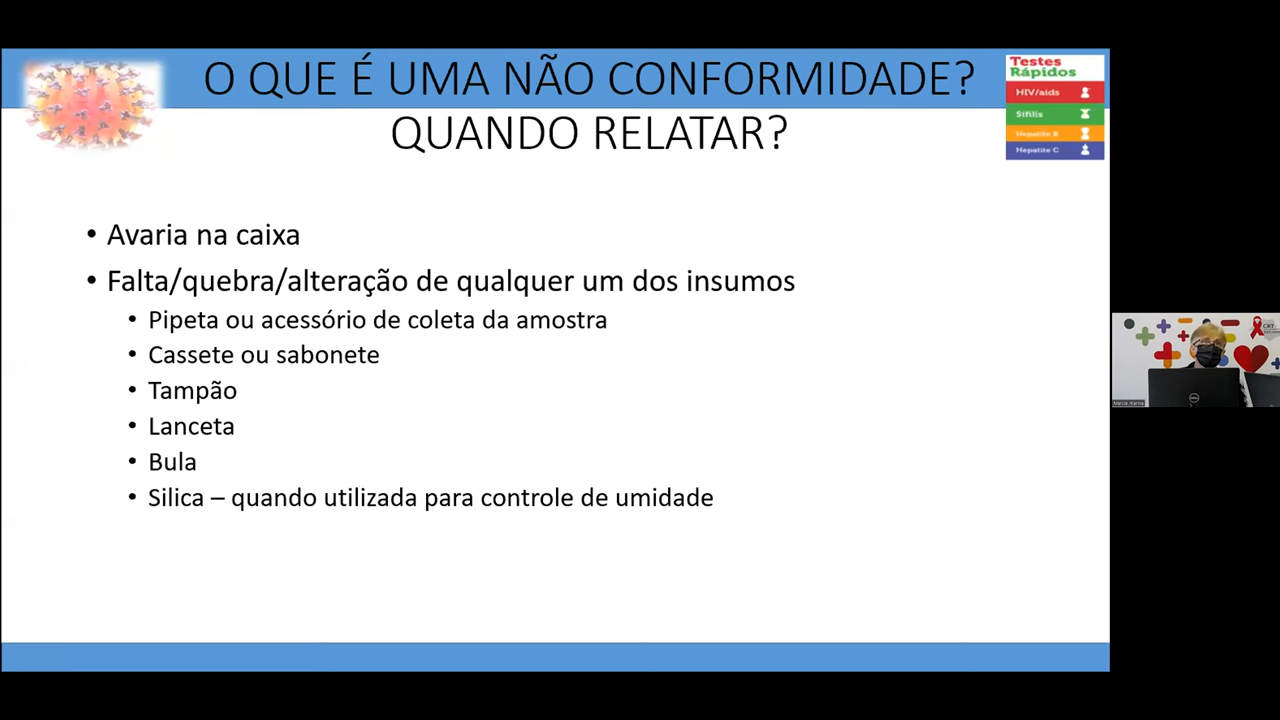 O QUE É UMA NÃO CONFORMIDADE?
QUANDO RELATAR?
Testes
Rápidos
HIV/aids
Sífilis
Hepatite B
Hepatite C
• Avaria na caixa
• Falta/quebra/alteração de qualquer um dos insumos
• Pipeta ou acessório de coleta da amostra
• Cassete ou sabonete
• Tampão
• Lanceta
• Bula
• Silica – quando utilizada para controle de umidade
CRT